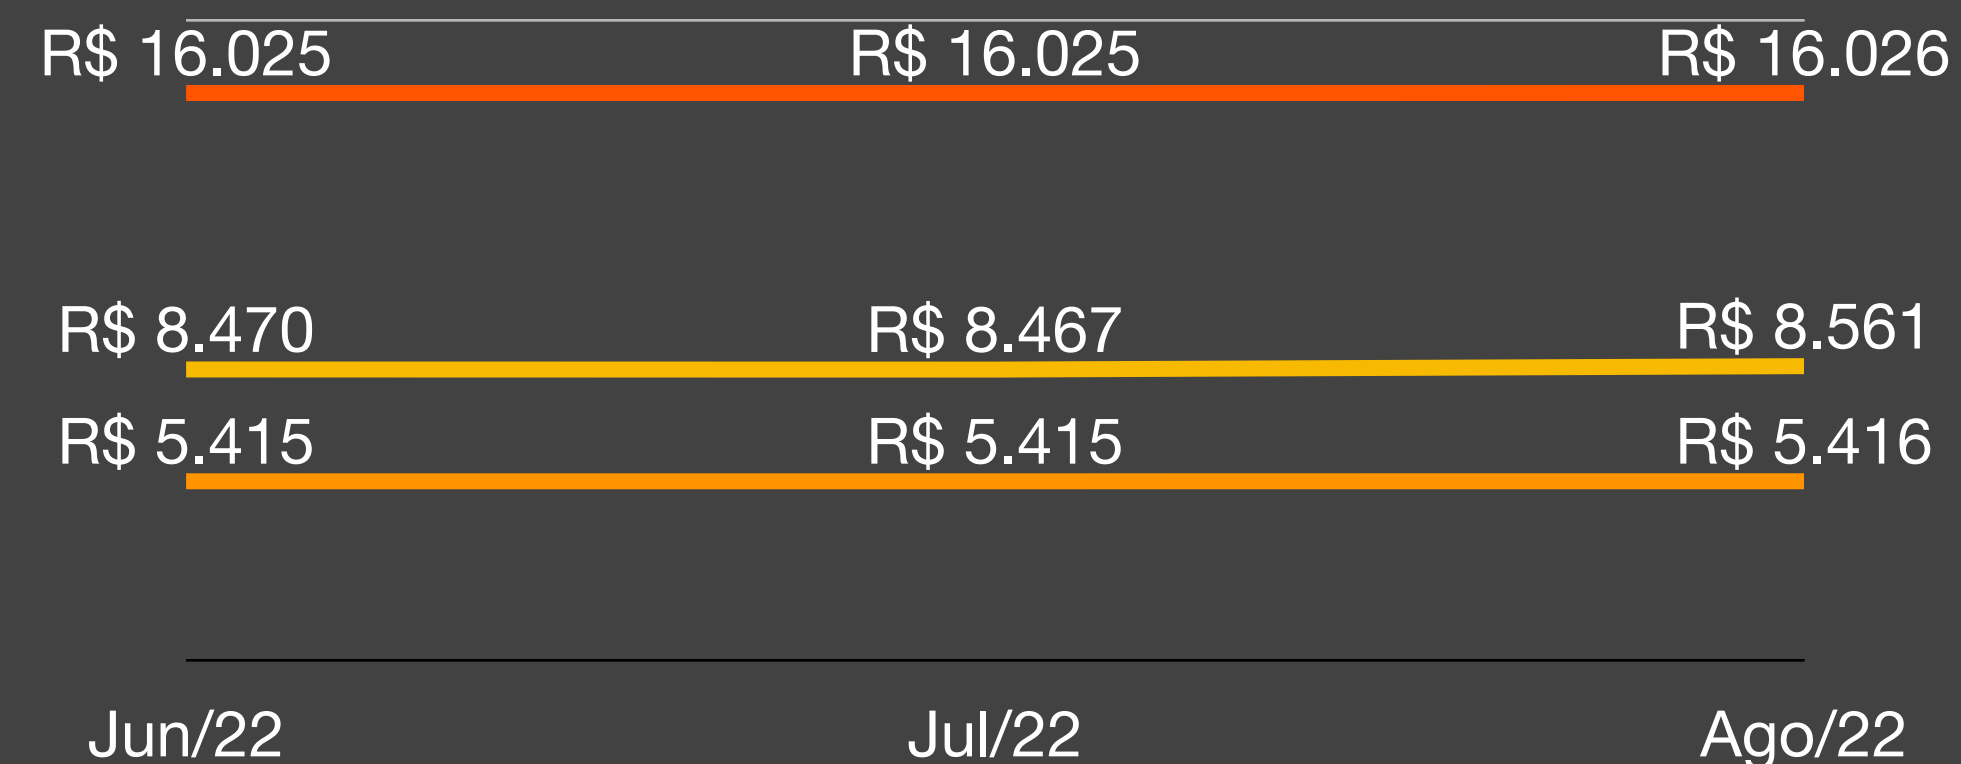 R$ 16.025 R$ 16.025 R$ 16.026
R$ 8.470 R$ 8.467 R$ 8.561
R$ 5.415 R$ 5.415 R$ 5.416
Jun/22 Jul/22 Ago/22